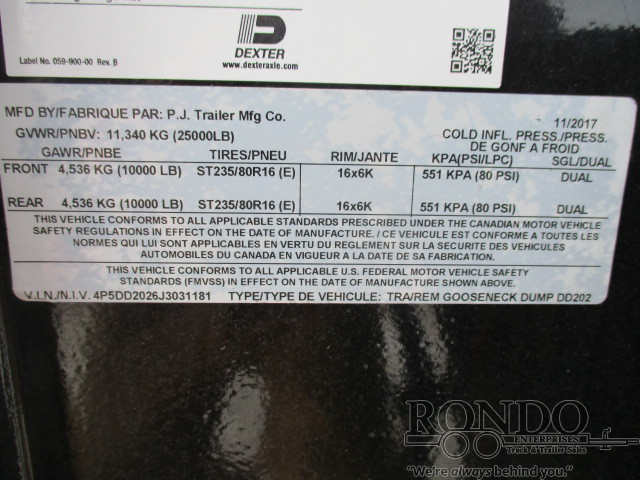 DEXTER
www.dexteraxle.com
Label No. 059-900-00 Rev. B
MFD BY/FABRIQUE PAR: P.J. Trailer Mfg Co. 11/2017
GVWR/PNBV: 11,340 KG (25000LB) COLD INFL. PRESS./PRESS.
DE GONF A FROID
GAWR/PNBE TIRES/PNEU RIM/JANTE KPA(PSI/LPC) SGL/DUAL
FRONT 4,536 KG (10000 LB) ST235/80R16 (E) 16x6K 551 KPA (80 PSI) DUAL
REAR 4,536 KG (10000 LB) ST235/80R16 (E) 16x6K 551 KPA (80 PSI) DUAL
THIS VEHICLE CONFORMS TO ALL APPLICABLE STANDARDS PRESCRIBED UNDER THE CANADIAN MOTOR VEHICLE
SAFETY REGULATIONS IN EFFECT ON THE DATE OF MANUFACTURE. / CE VEHICULE EST CONFORME A TOUTES LES
NORMES QUI LUI SONT APPLICABLES EN VERTU DU REGLEMENT SUR LA SECURITE DES VEHICULES
AUTOMOBILES DU CANADA EN VIGUEUR A LA DATE DE SA FABRICATION.
THIS VEHICLE CONFORMS TO ALL APPLICABLE U.S. FEDERAL MOTOR VEHICLE SAFETY
STANDARDS (FMVSS) IN EFFECT ON THE DATE OF MANUFACTURE SHOWN ABOVE.
V.I.N./N.I.V. 4P5DD2026J3031181 TYPE/TYPE DE VEHICULE: TRA/REM GOOSENECK DUMP DD202
RONDO
ENTERPRISES
Truck & Trailer Sales
"We're always behind you."